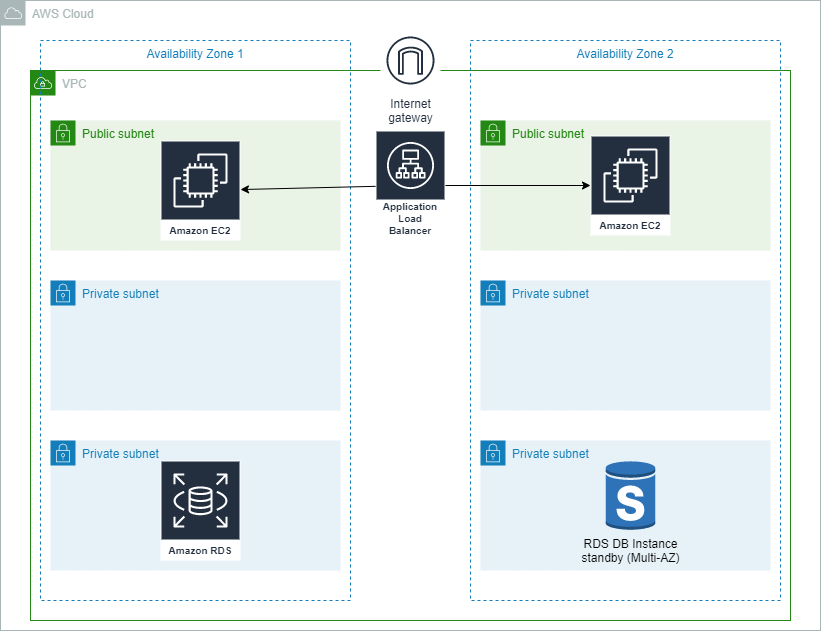 AWS Cloud
Availability Zone 1
Availability Zone 2
VPC
Internet
gateway
Public subnet
Public subnet
Amazon EC2
Application
Load
Balancer
Amazon EC2
Private subnet
Private subnet
Private subnet
Private subnet
Amazon RDS
S
RDS DB Instance
standby (Multi-AZ)